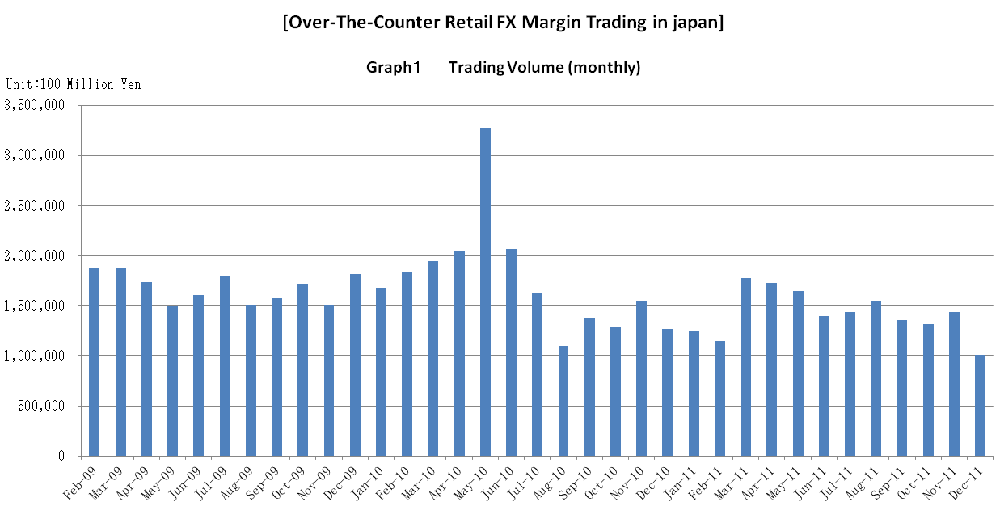 [Over-The-Counter Retail FX Margin Trading in japan]
Graph1 Trading Volume (monthly)
Unit:100 Million Yen
3,500,000
3,000,000
2,500,000
2,000,000
1,500,000
1,000,000
500,000
0
Feb-09
Mar-09
Apr-09
May-09
Jun-09
Jul-09
Aug-09
Sep-09
Oct-09
Nov-09
Dec-09
Jan-10
Feb-10
Mar-10
Apr-10
May-10
Jun-10
Jul-10
Aug-10
Sep-10
Oct-10
Nov-10
Dec-10
Jan-11
Feb-11
Mar-11
Apr-11
May-11
Jun-11
Jul-11
Aug-11
Sep-11
Oct-11
Nov-11
Dec-11